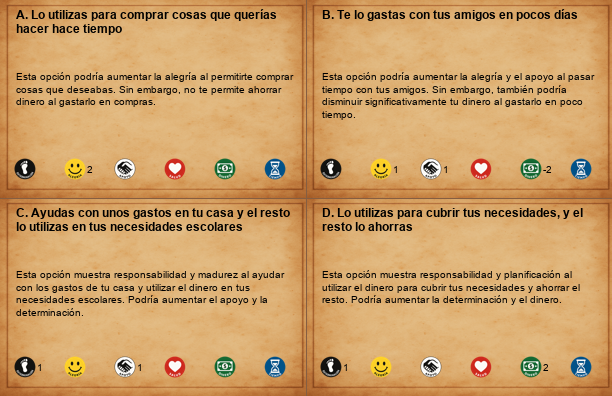 A. Lo utilizas para comprar cosas que querías
hacer hace tiempo
Esta opción podría aumentar la alegría al permitirte comprar
cosas que deseabas. Sin embargo, no te permite ahorrar
dinero al gastarlo en compras.
2
B. Te lo gastas con tus amigos en pocos días
Esta opción podría aumentar la alegría y el apoyo al pasar
tiempo con tus amigos. Sin embargo, también podría
disminuir significativamente tu dinero al gastarlo en poco
tiempo.
1 1 -2
C. Ayudas con unos gastos en tu casa y el resto
lo utilizas en tus necesidades escolares
Esta opción muestra responsabilidad y madurez al ayudar
con los gastos de tu casa y utilizar el dinero en tus
necesidades escolares. Podría aumentar el apoyo y la
determinación.
1 1
D. Lo utilizas para cubrir tus necesidades, y el
resto lo ahorras
Esta opción muestra responsabilidad y planificación al
utilizar el dinero para cubrir tus necesidades y ahorrar el
resto. Podría aumentar la determinación y el dinero.
1 2